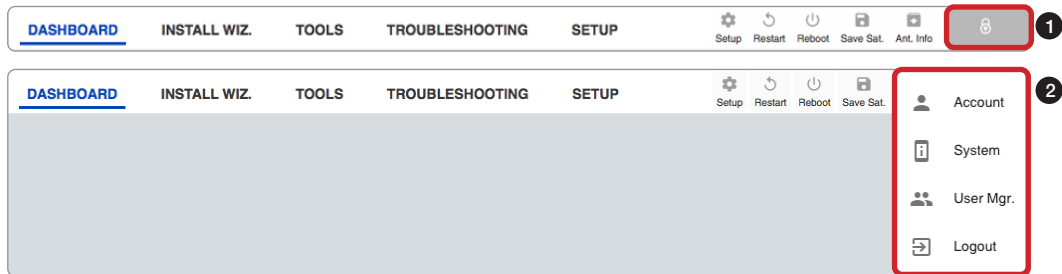 DASHBOARD INSTALL WIZ. TOOLS TROUBLESHOOTING SETUP Setup Restart Reboot Save Sat. Ant. Info 1
DASHBOARD INSTALL WIZ. TOOLS TROUBLESHOOTING SETUP Setup Restart Reboot Save Sat. 2
Account
System
User Mgr.
Logout